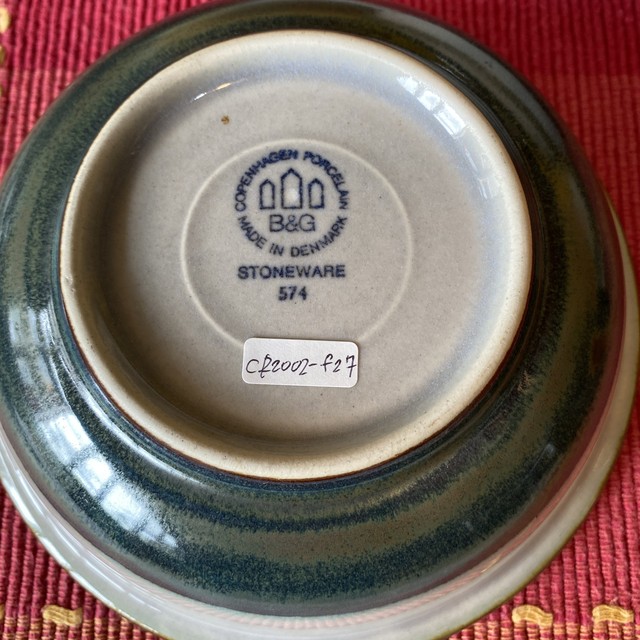 COPENHAGEN PORCELAIN
B&G
MADE IN DENMARK
STONEWARE
574
CR2002-f27